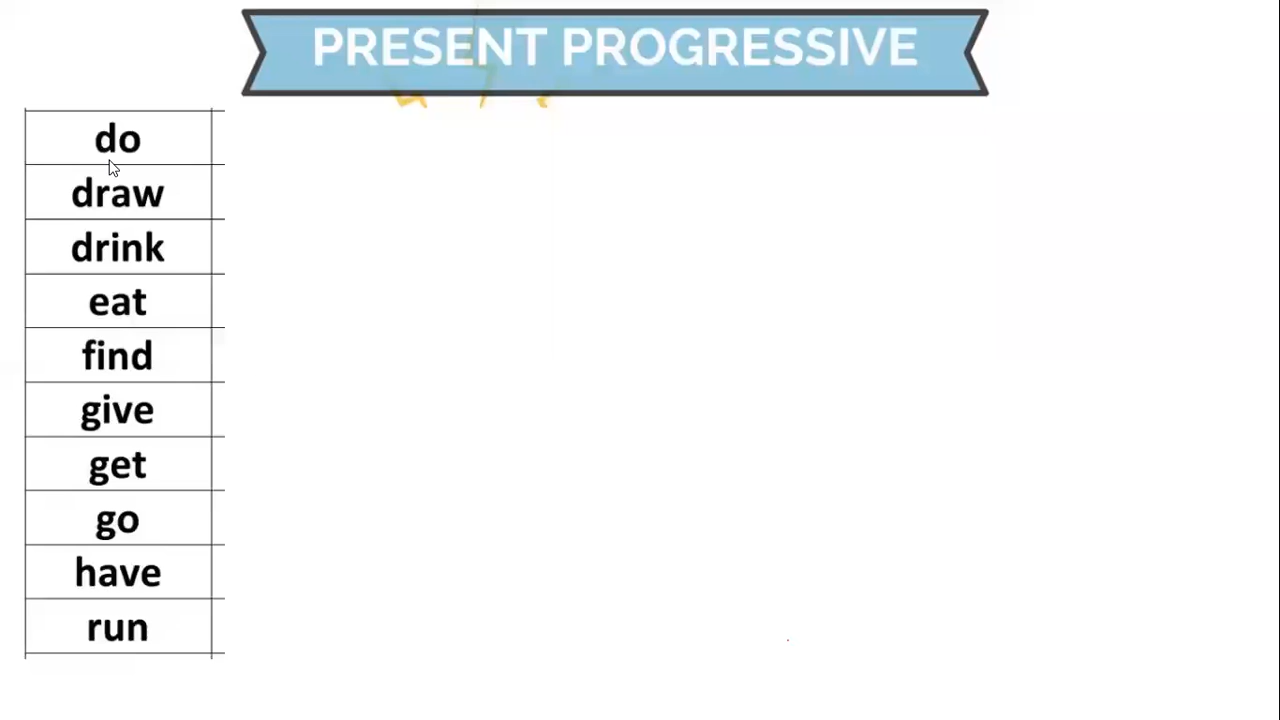 PRESENT PROGRESSIVE
do
draw
drink
eat
find
give
get
go
have
run